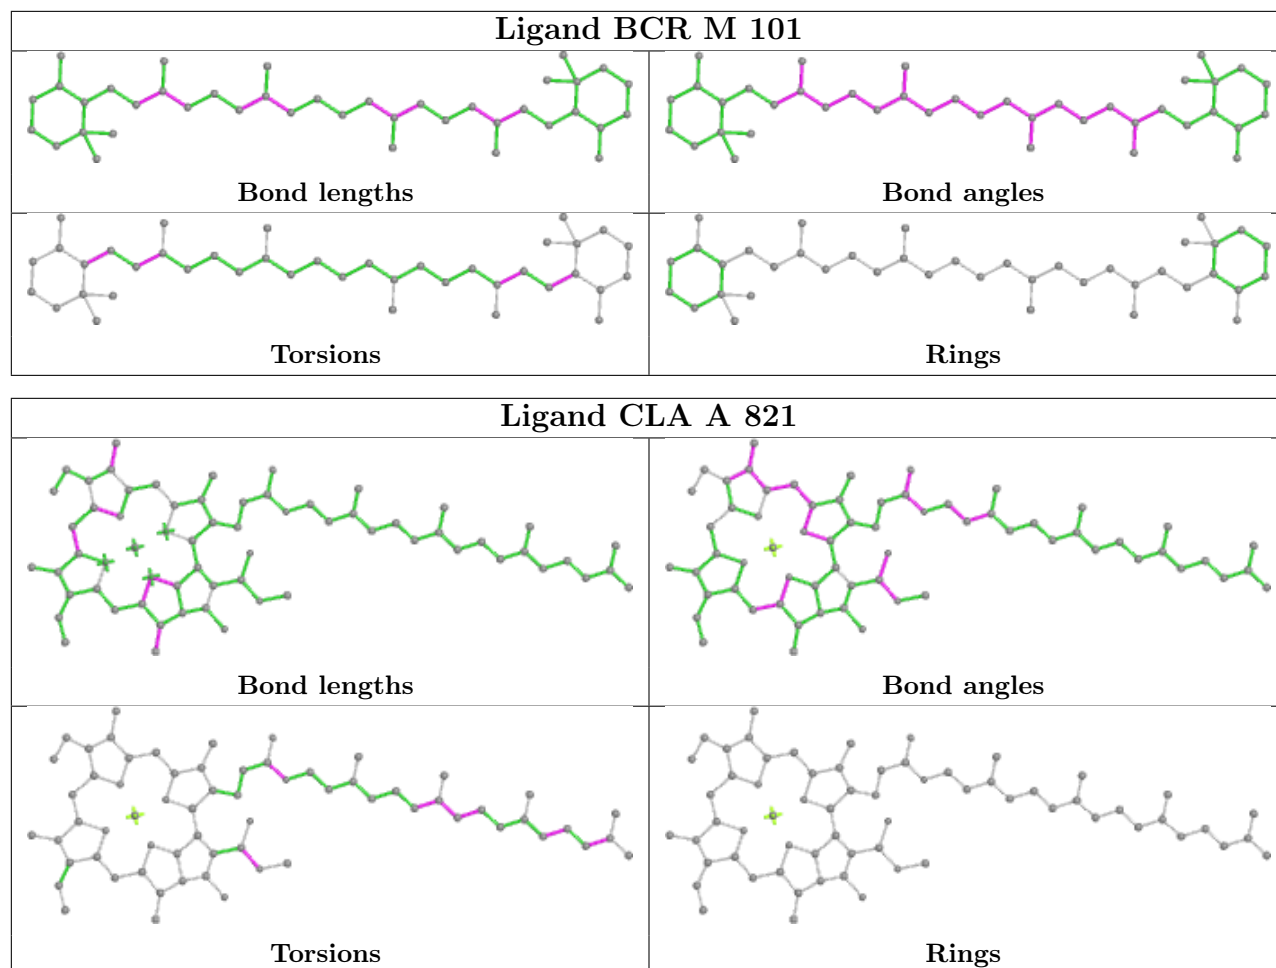 Ligand BCR M 101
Bond lengths
Bond angles
Torsions
Rings
Ligand CLA A 821
Bond lengths
Bond angles
Torsions
Rings